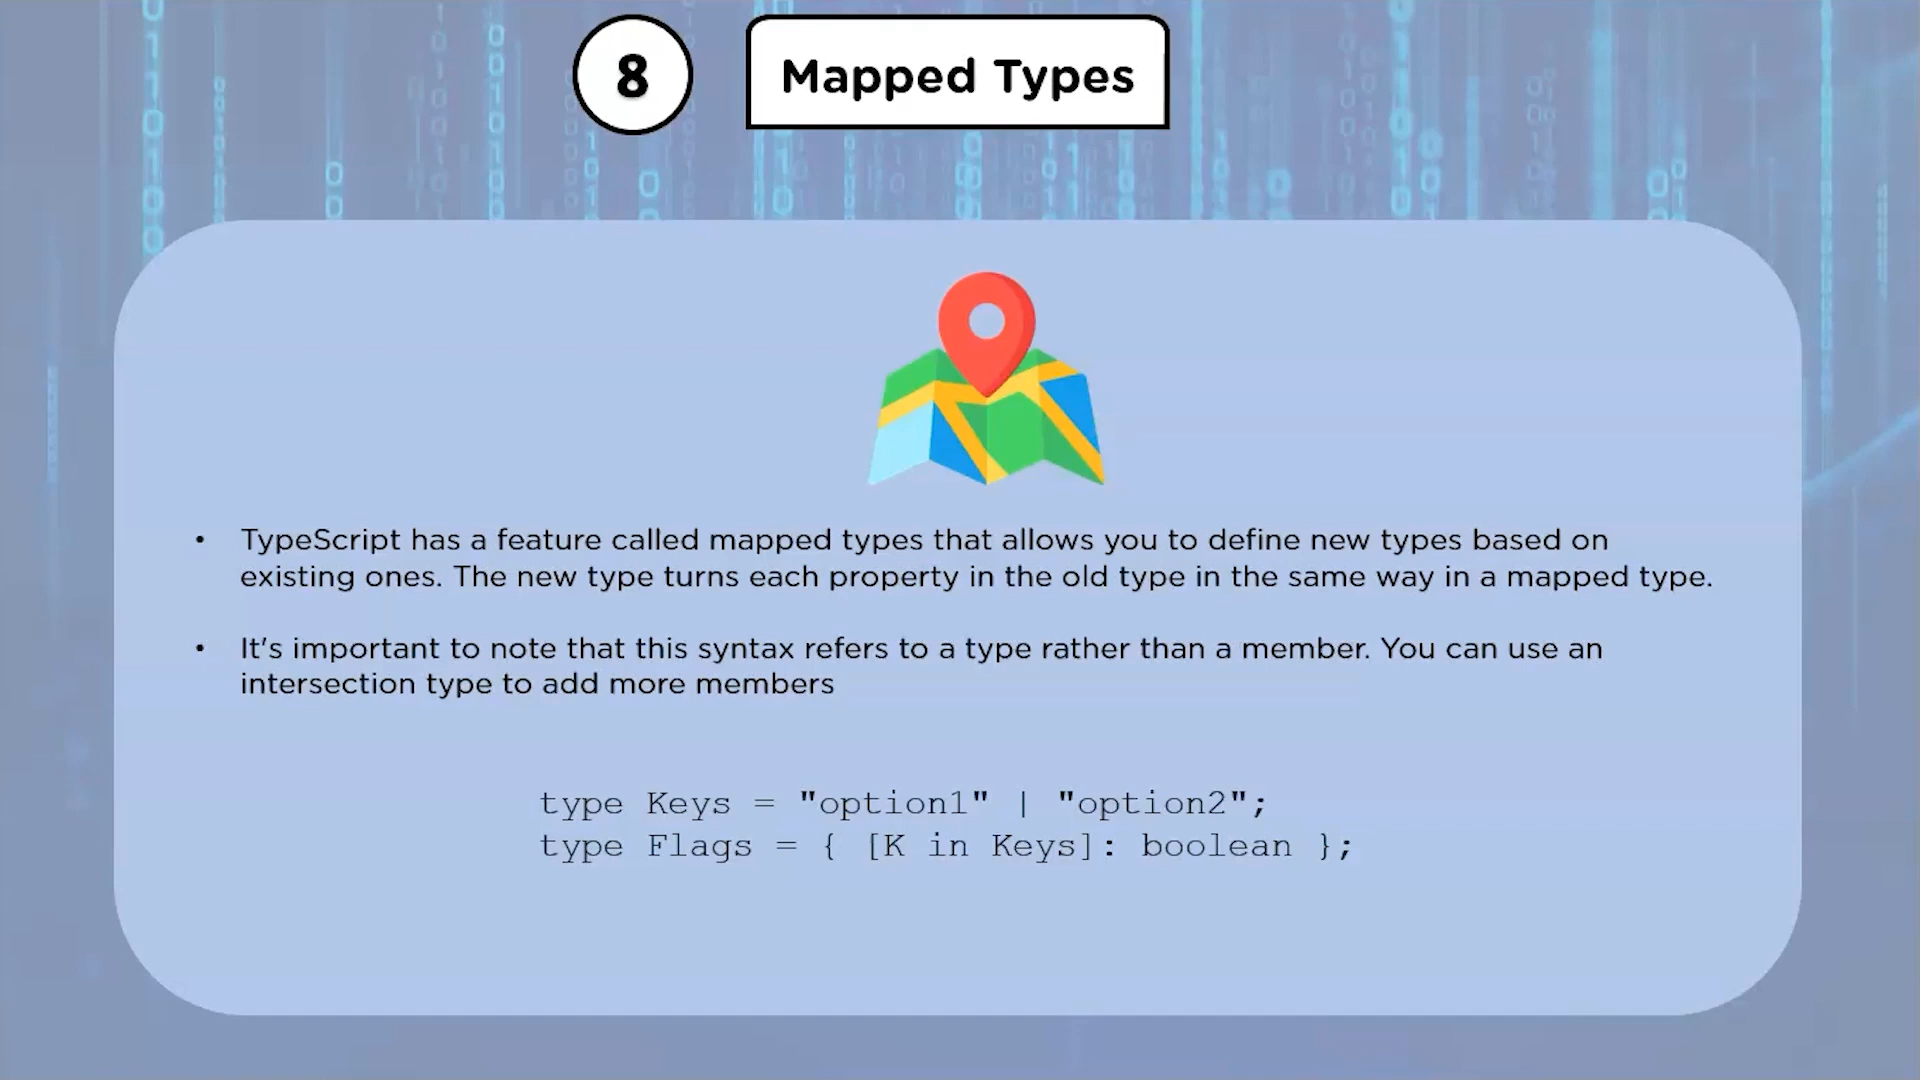 8
Mapped Types
• TypeScript has a feature called mapped types that allows you to define new types based on
existing ones. The new type turns each property in the old type in the same way in a mapped type.
• It's important to note that this syntax refers to a type rather than a member. You can use an
intersection type to add more members
type Keys = "option1" | "option2";
type Flags = { [K in Keys]: boolean };